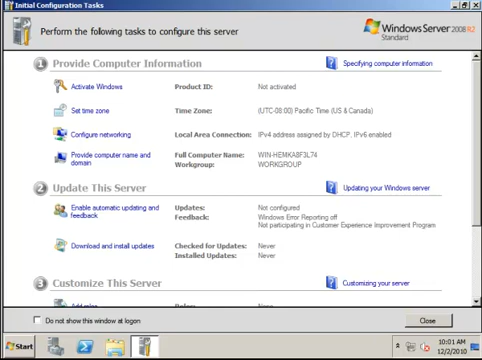 Initial Configuration Tasks
Perform the following tasks to configure this server
Windows Server 2008 R2
Standard
1 Provide Computer Information
Specifying computer information
Activate Windows
Product ID:
Not activated
Set time zone
Time Zone:
(UTC-08:00) Pacific Time (US & Canada)
Configure networking
Local Area Connection:
IPv4 address assigned by DHCP, IPv6 enabled
Provide computer name and
domain
Full Computer Name:
WIN-HEMKA8F3L74
Workgroup:
WORKGROUP
2 Update This Server
Updating your Windows server
Enable automatic updating and
feedback
Updates:
Not configured
Feedback:
Windows Error Reporting off
Not participating in Customer Experience Improvement Program
Download and install updates
Checked for Updates:
Never
Installed Updates:
Never
3 Customize This Server
Customizing your server
Add roles
Roles:
None
Do not show this window at logon
Close
Start
10:01 AM
12/2/2010